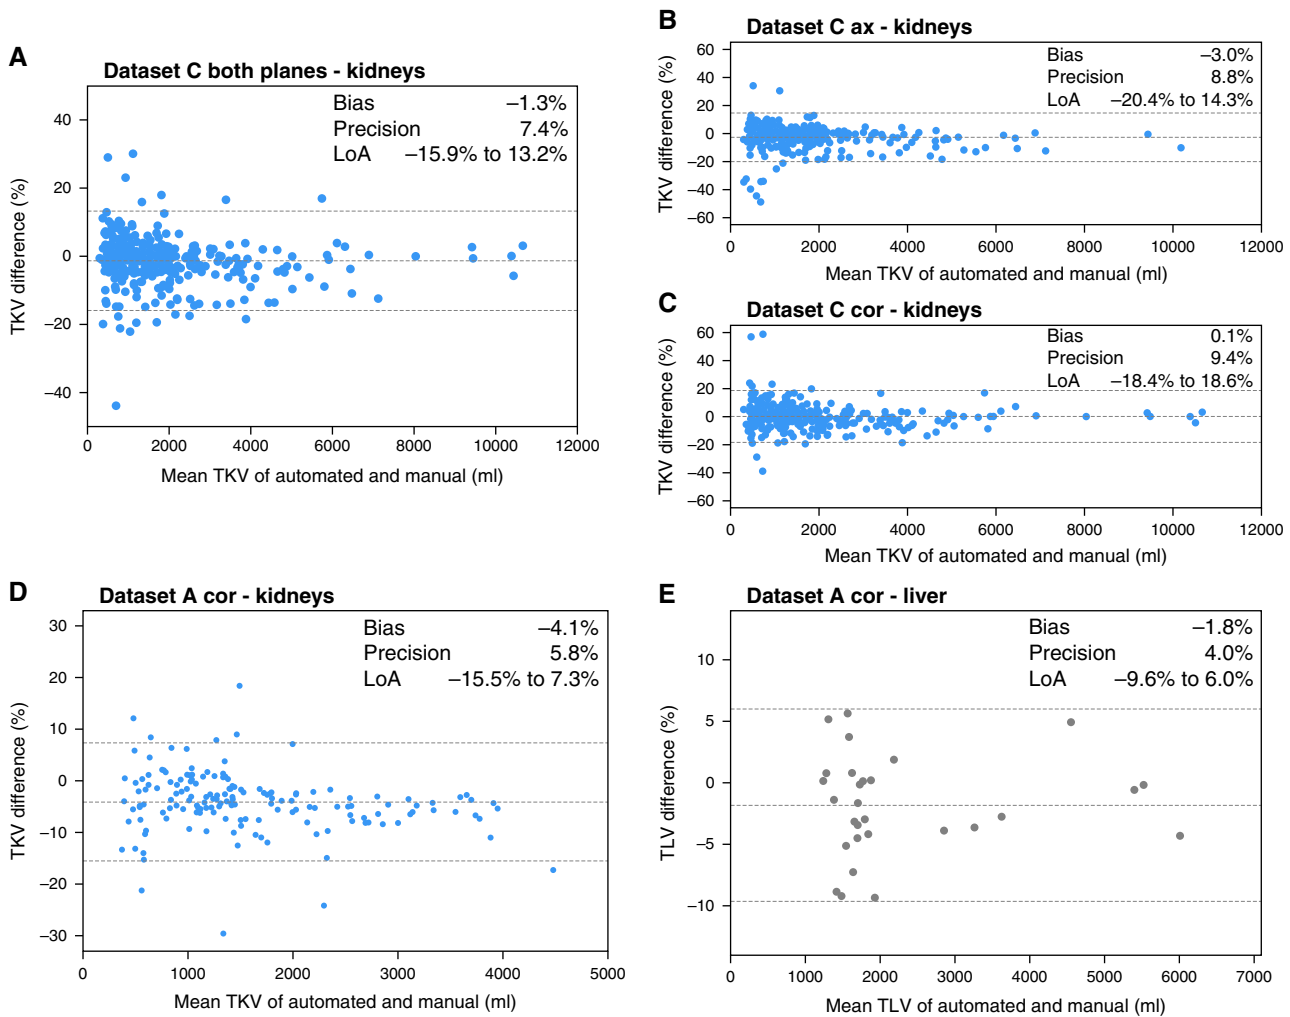 A
Dataset C both planes - kidneys
Bias –1.3%
Precision 7.4%
LoA –15.9% to 13.2%
TKV difference (%)
40
20
0
–20
–40
0 2000 4000 6000 8000 10000 12000
Mean TKV of automated and manual (ml)
B
Dataset C ax - kidneys
Bias –3.0%
Precision 8.8%
LoA –20.4% to 14.3%
TKV difference (%)
60
40
20
0
–20
–40
–60
0 2000 4000 6000 8000 10000 12000
Mean TKV of automated and manual (ml)
C
Dataset C cor - kidneys
Bias 0.1%
Precision 9.4%
LoA –18.4% to 18.6%
TKV difference (%)
60
40
20
0
–20
–40
–60
0 2000 4000 6000 8000 10000 12000
Mean TKV of automated and manual (ml)
D
Dataset A cor - kidneys
Bias –4.1%
Precision 5.8%
LoA –15.5% to 7.3%
TKV difference (%)
30
20
10
0
–10
–20
–30
0 1000 2000 3000 4000 5000
Mean TKV of automated and manual (ml)
E
Dataset A cor - liver
Bias –1.8%
Precision 4.0%
LoA –9.6% to 6.0%
TLV difference (%)
10
5
0
–5
–10
0 1000 2000 3000 4000 5000 6000 7000
Mean TLV of automated and manual (ml)